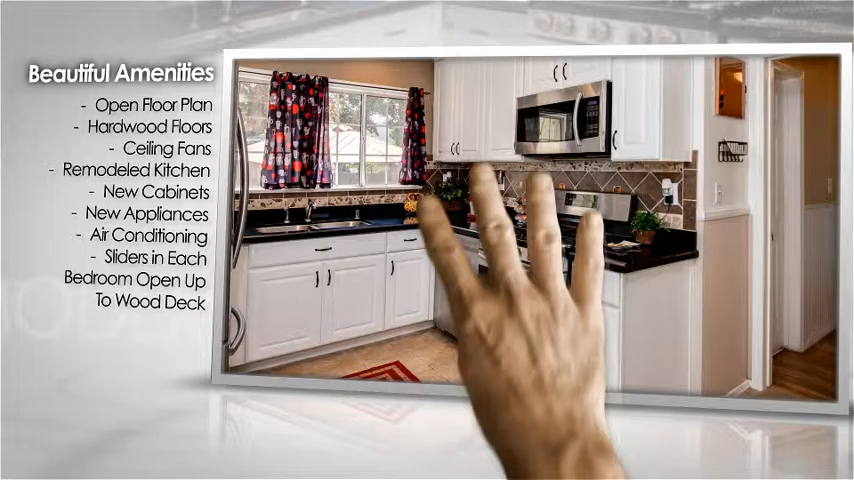 Beautiful Amenities
- Open Floor Plan
- Hardwood Floors
- Ceiling Fans
- Remodeled Kitchen
- New Cabinets
- New Appliances
- Air Conditioning
- Sliders in Each
Bedroom Open Up
To Wood Deck